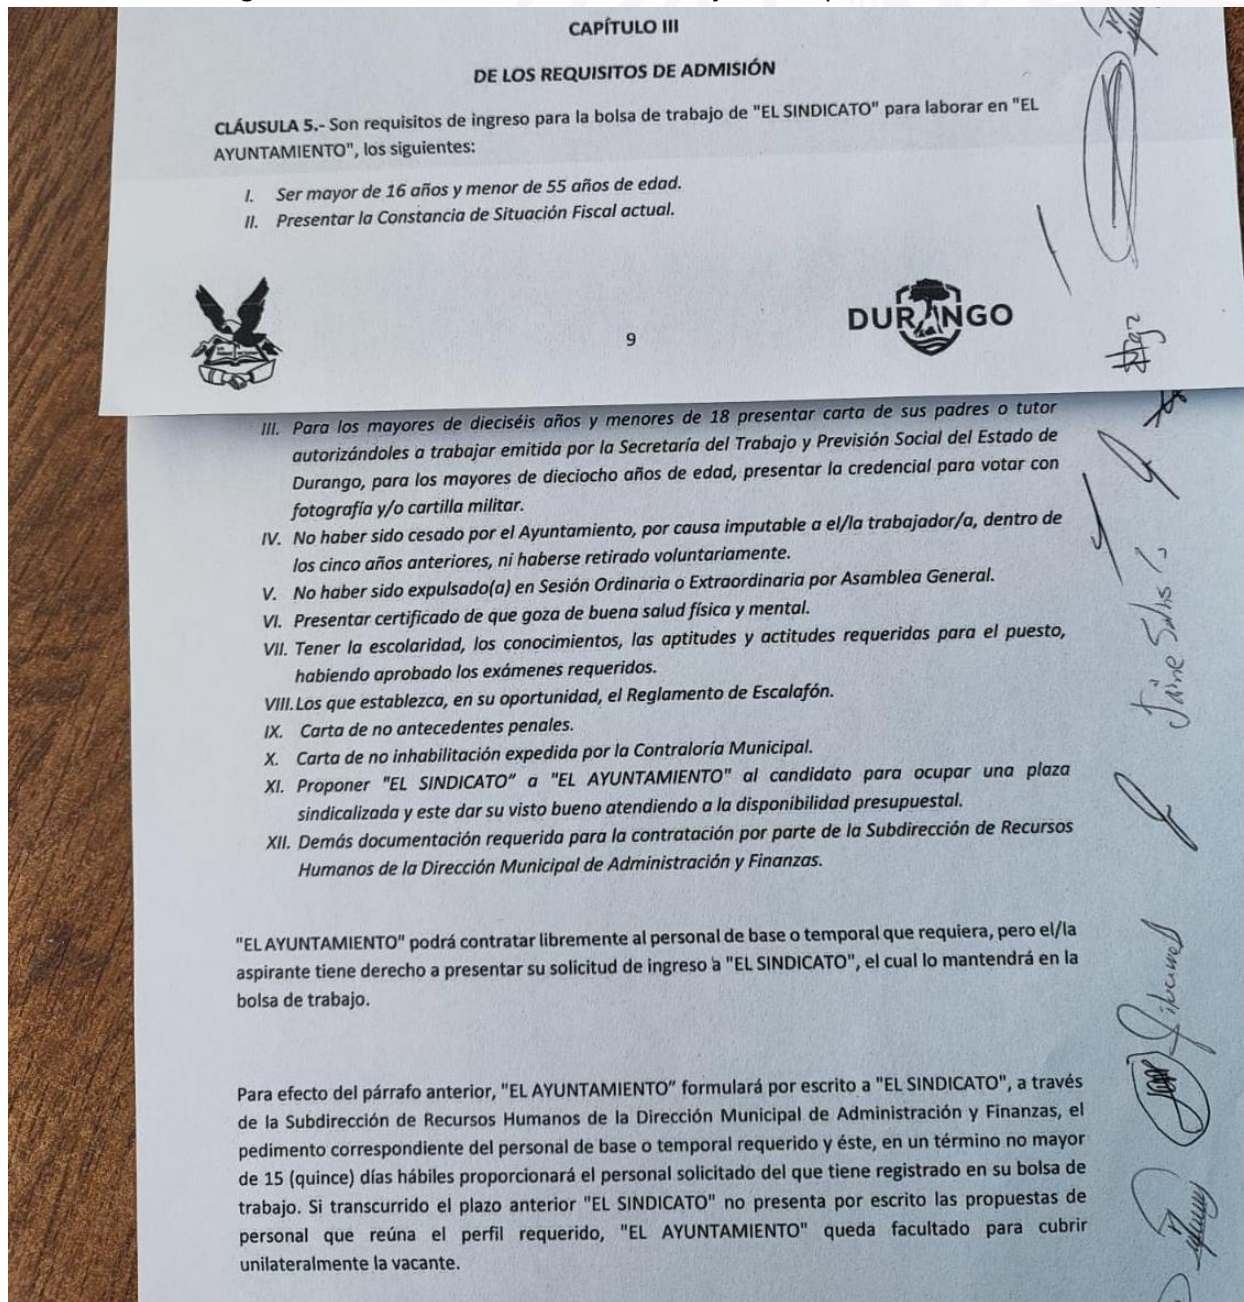 CAPÍTULO III
DE LOS REQUISITOS DE ADMISIÓN
CLÁUSULA 5.- Son requisitos de ingreso para la bolsa de trabajo de "EL SINDICATO" para laborar en "EL
AYUNTAMIENTO", los siguientes:
I. Ser mayor de 16 años y menor de 55 años de edad.
II. Presentar la Constancia de Situación Fiscal actual.
DURANGO
9
III. Para los mayores de dieciséis años y menores de 18 presentar carta de sus padres o tutor
autorizándoles a trabajar emitida por la Secretaría del Trabajo y Previsión Social del Estado de
Durango, para los mayores de dieciocho años de edad, presentar la credencial para votar con
fotografía y/o cartilla militar.
IV. No haber sido cesado por el Ayuntamiento, por causa imputable a el/la trabajador/a, dentro de
los cinco años anteriores, ni haberse retirado voluntariamente.
V. No haber sido expulsado(a) en Sesión Ordinaria o Extraordinaria por Asamblea General.
VI. Presentar certificado de que goza de buena salud física y mental.
VII. Tener la escolaridad, los conocimientos, las aptitudes y actitudes requeridas para el puesto,
habiendo aprobado los exámenes requeridos.
VIII. Los que establezca, en su oportunidad, el Reglamento de Escalafón.
IX. Carta de no antecedentes penales.
X. Carta de no inhabilitación expedida por la Contraloría Municipal.
XI. Proponer "EL SINDICATO" a "EL AYUNTAMIENTO" al candidato para ocupar una plaza
sindicalizada y este dar su visto bueno atendiendo a la disponibilidad presupuestal.
XII. Demás documentación requerida para la contratación por parte de la Subdirección de Recursos
Humanos de la Dirección Municipal de Administración y Finanzas.
"EL AYUNTAMIENTO" podrá contratar libremente al personal de base o temporal que requiera, pero el/la
aspirante tiene derecho a presentar su solicitud de ingreso a "EL SINDICATO", el cual lo mantendrá en la
bolsa de trabajo.
Para efecto del párrafo anterior, "EL AYUNTAMIENTO" formulará por escrito a "EL SINDICATO", a través
de la Subdirección de Recursos Humanos de la Dirección Municipal de Administración y Finanzas, el
pedimento correspondiente del personal de base o temporal requerido y éste, en un término no mayor
de 15 (quince) días hábiles proporcionará el personal solicitado del que tiene registrado en su bolsa de
trabajo. Si transcurrido el plazo anterior "EL SINDICATO" no presenta por escrito las propuestas de
personal que reúna el perfil requerido, "EL AYUNTAMIENTO" queda facultado para cubrir
unilateralmente la vacante.